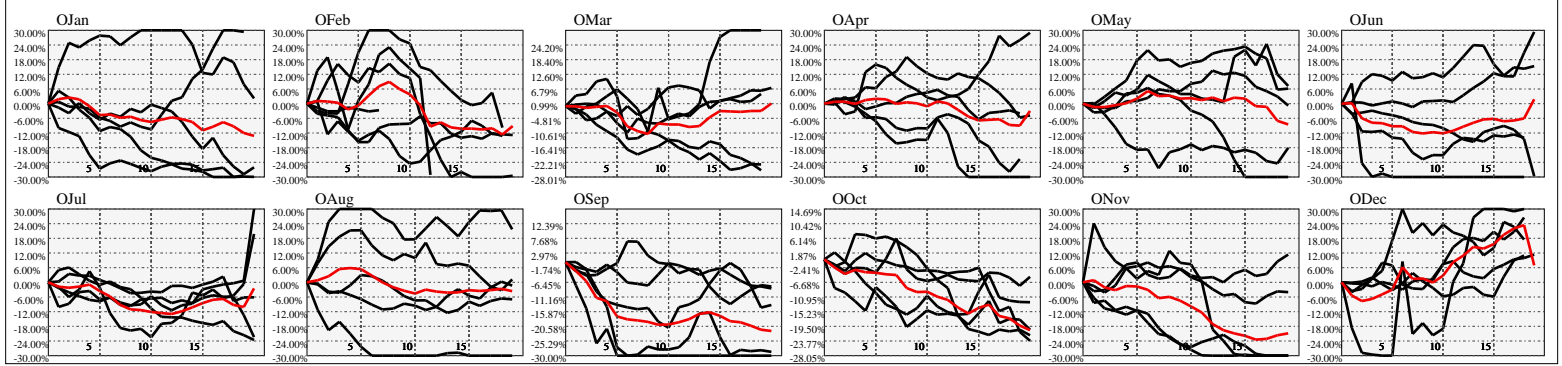 OJan OFeb OMar OApr OMay OJun
30.00% 30.00% 30.00% 30.00% 30.00%
24.00% 24.00% 24.20% 24.00% 24.00% 24.00%
18.00% 18.00% 18.40% 18.00% 18.00% 18.00%
12.00% 12.00% 12.60% 12.00% 12.00% 12.00%
6.00% 6.00% 6.79% 6.00% 6.00% 6.00%
0.00% 0.00% 0.99% 0.00% 0.00% 0.00%
-6.00% -6.00% -4.81% -6.00% -6.00% -6.00%
-12.00% -12.00% -10.61% -12.00% -12.00% -12.00%
-18.00% -18.00% -16.41% -18.00% -18.00% -18.00%
-24.00% -24.00% -22.21% -24.00% -24.00% -24.00%
5 10 15 5 10 15 5 10 15 5 10 15 5 10 15 5 10 15
-30.00% -30.00% -28.01% -30.00% -30.00% -30.00%
OJul OAug OSep OOct ONov ODec
30.00% 30.00% 14.69% 30.00% 30.00%
24.00% 24.00% 12.39% 10.42% 24.00% 24.00%
18.00% 18.00% 7.68% 6.14% 18.00% 18.00%
12.00% 12.00% 2.97% 1.87% 12.00% 12.00%
6.00% 6.00% -1.74% -2.41% 6.00% 6.00%
0.00% 0.00% -6.45% -6.68% 0.00% 0.00%
-6.00% -6.00% -11.16% -10.95% -6.00% -6.00%
-12.00% -12.00% -15.87% -15.23% -12.00% -12.00%
-18.00% -18.00% -20.58% -19.50% -18.00% -18.00%
-24.00% -24.00% -25.29% -23.77% -24.00% -24.00%
5 10 15 5 10 15 5 10 15 5 10 15 5 10 15 5 10 15
-30.00% -30.00% -30.00% -28.05% -30.00% -30.00%